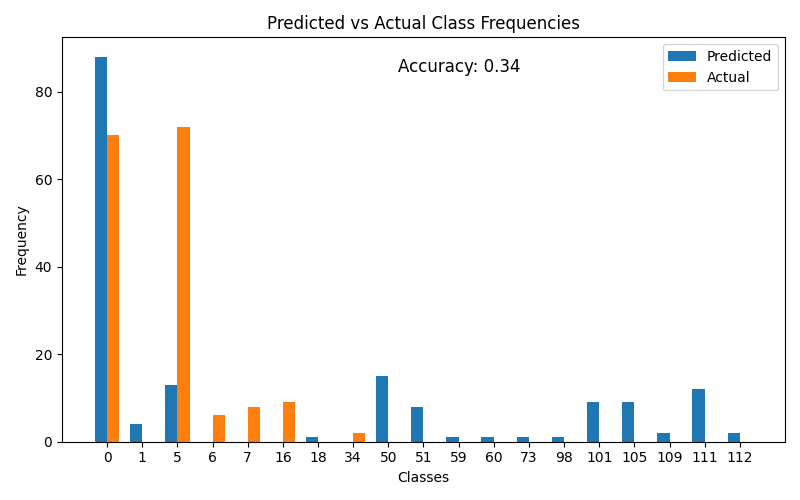 Predicted vs Actual Class Frequencies
Accuracy: 0.34
Predicted
Actual
Frequency
80
60
40
20
0
0 1 5 6 7 16 18 34 50 51 59 60 73 98 101 105 109 111 112
Classes